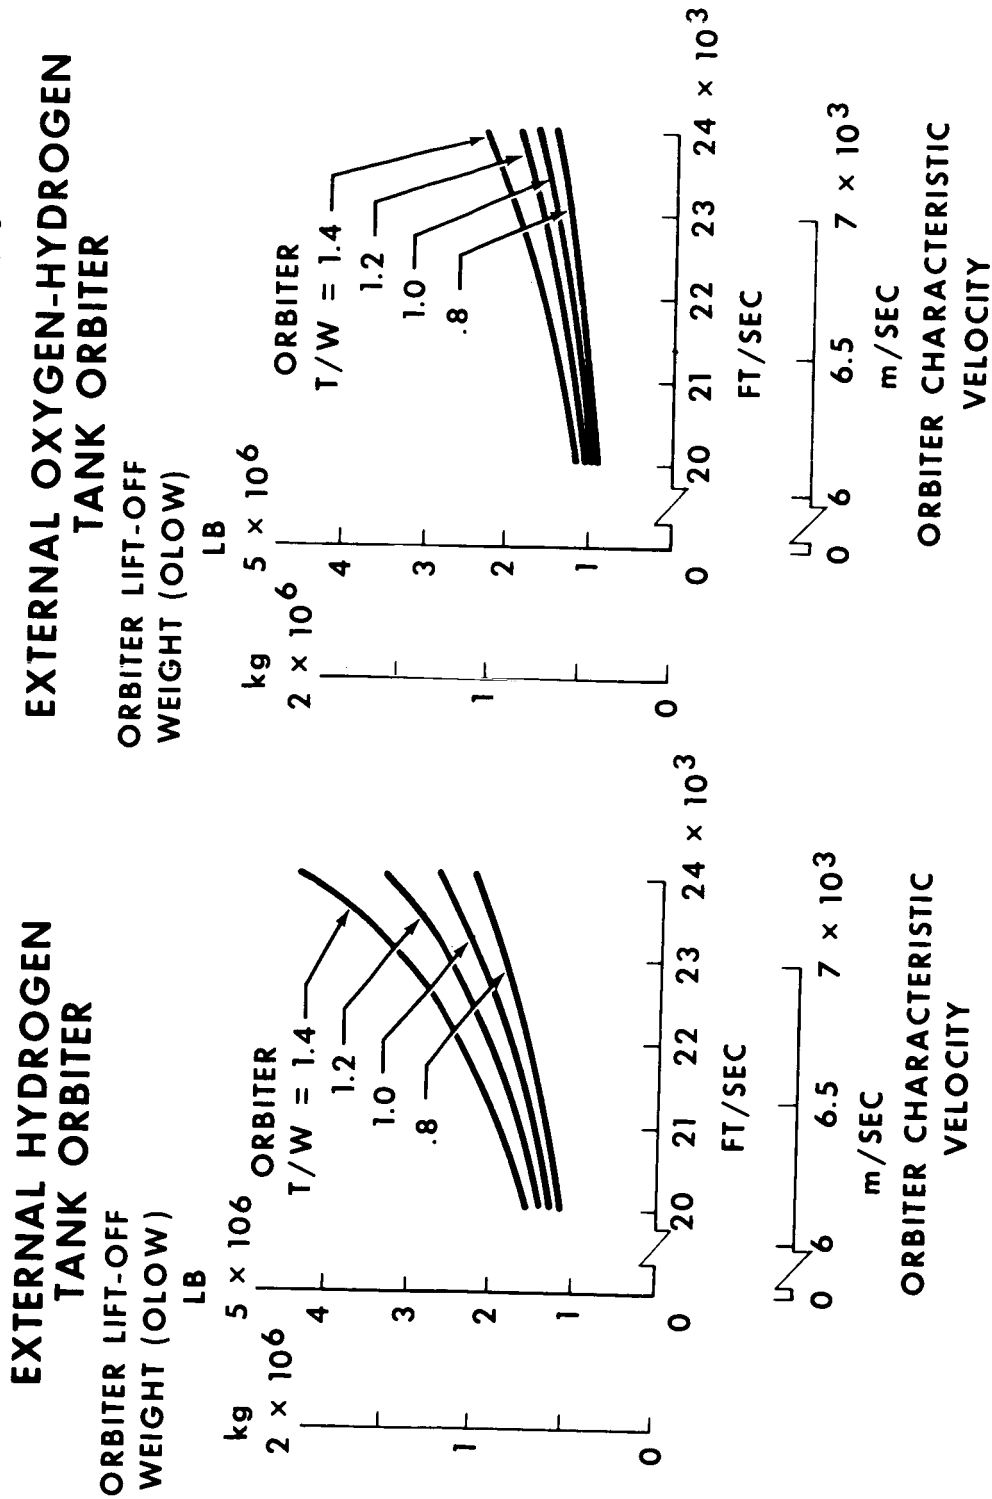 EXTERNAL HYDROGEN
TANK ORBITER
ORBITER LIFT-OFF
WEIGHT (OLOW)
kg
LB
2 × 10⁶
5 × 106
4
3
2
1
0
1
0
ORBITER
T/W = 1.4
1.2
1.0
.8
20
21
22
23
24 × 10³
FT/SEC
0
6
6.5
7 × 10³
m/SEC
ORBITER CHARACTERISTIC
VELOCITY
EXTERNAL OXYGEN-HYDROGEN
TANK ORBITER
ORBITER LIFT-OFF
WEIGHT (OLOW)
kg
LB
2 × 10⁶
5 × 10⁶
4
3
2
1
0
1
0
ORBITER
T/W = 1.4
1.2
1.0
.8
20
21
22
23
24 × 10³
FT/SEC
0
6
6.5
7 × 10³
m/SEC
ORBITER CHARACTERISTIC
VELOCITY